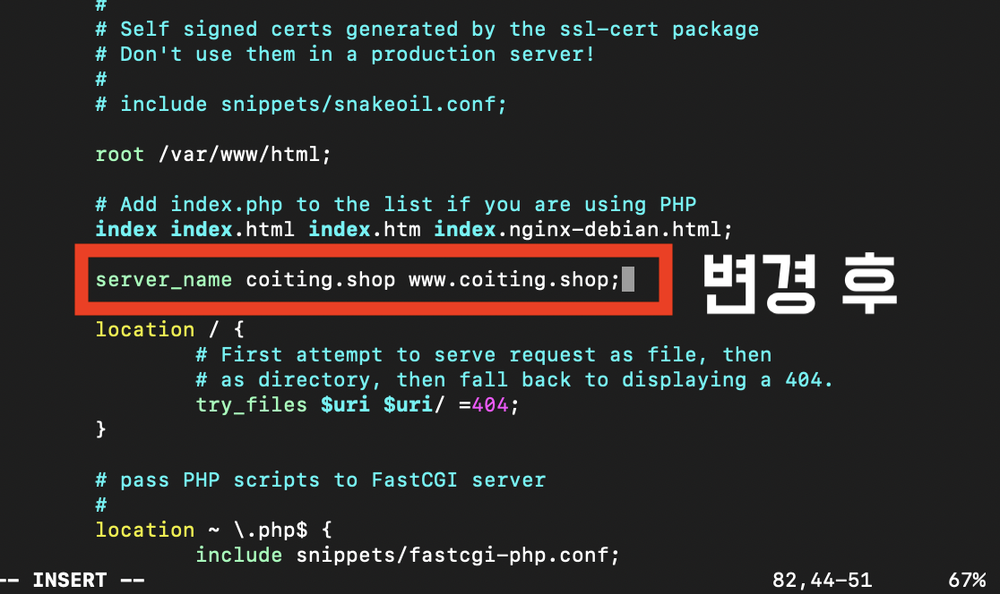 #
# Self signed certs generated by the ssl-cert package
# Don't use them in a production server!
#
# include snippets/snakeoil.conf;
root /var/www/html;
# Add index.php to the list if you are using PHP
index index.html index.htm index.nginx-debian.html;
server_name coiting.shop www.coiting.shop;
변경 후
location / {
# First attempt to serve request as file, then
# as directory, then fall back to displaying a 404.
try_files $uri $uri/ =404;
}
# pass PHP scripts to FastCGI server
#
location ~ \.php$ {
include snippets/fastcgi-php.conf;
-- INSERT -- 82,44-51 67%